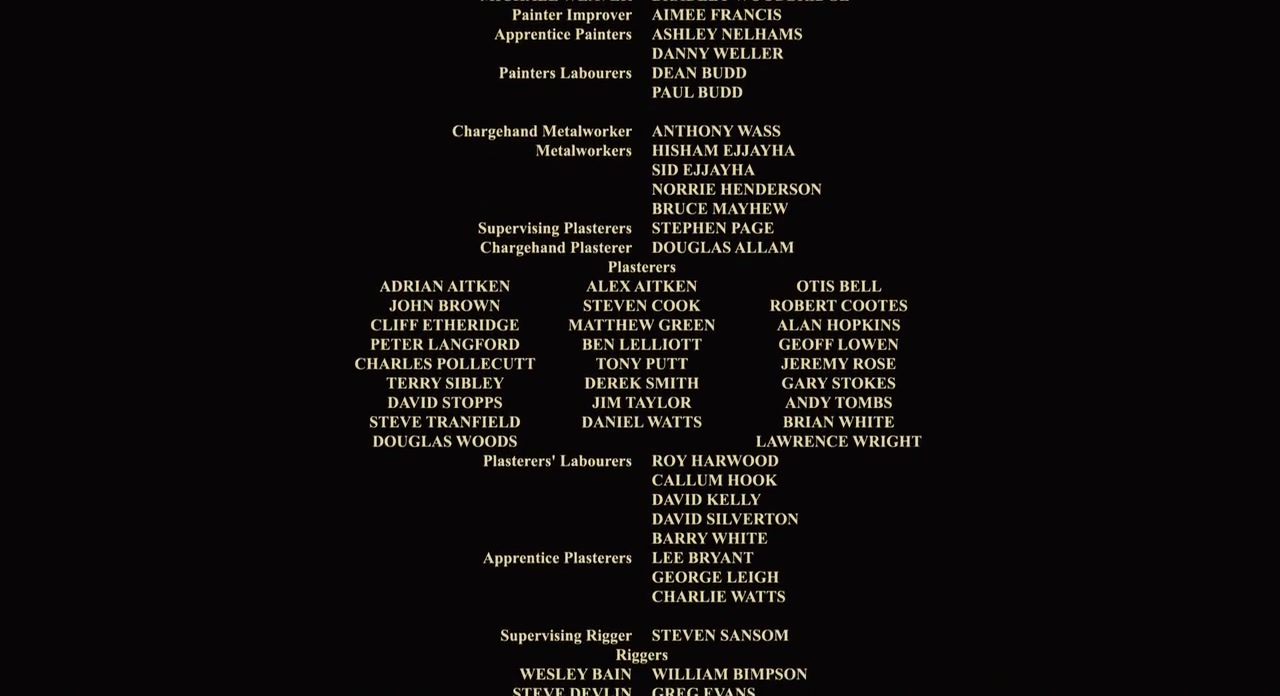 Painter Improver AIMEE FRANCIS
Apprentice Painters ASHLEY NELHAMS
DANNY WELLER
Painters Labourers DEAN BUDD
PAUL BUDD
Chargehand Metalworker ANTHONY WASS
Metalworkers HISHAM EJJAYHA
SID EJJAYHA
NORRIE HENDERSON
BRUCE MAYHEW
Supervising Plasterers STEPHEN PAGE
Chargehand Plasterer DOUGLAS ALLAM
Plasterers
ADRIAN AITKEN ALEX AITKEN OTIS BELL
JOHN BROWN STEVEN COOK ROBERT COOTES
CLIFF ETHERIDGE MATTHEW GREEN ALAN HOPKINS
PETER LANGFORD BEN LELLIOTT GEOFF LOWEN
CHARLES POLLECUTT TONY PUTT JEREMY ROSE
TERRY SIBLEY DEREK SMITH GARY STOKES
DAVID STOPPS JIM TAYLOR ANDY TOMBS
STEVE TRANFIELD DANIEL WATTS BRIAN WHITE
DOUGLAS WOODS LAWRENCE WRIGHT
Plasterers' Labourers ROY HARWOOD
CALLUM HOOK
DAVID KELLY
DAVID SILVERTON
BARRY WHITE
Apprentice Plasterers LEE BRYANT
GEORGE LEIGH
CHARLIE WATTS
Supervising Rigger STEVEN SANSOM
Riggers
WESLEY BAIN WILLIAM BIMPSON
STEVE DEVLIN GREG EVANS